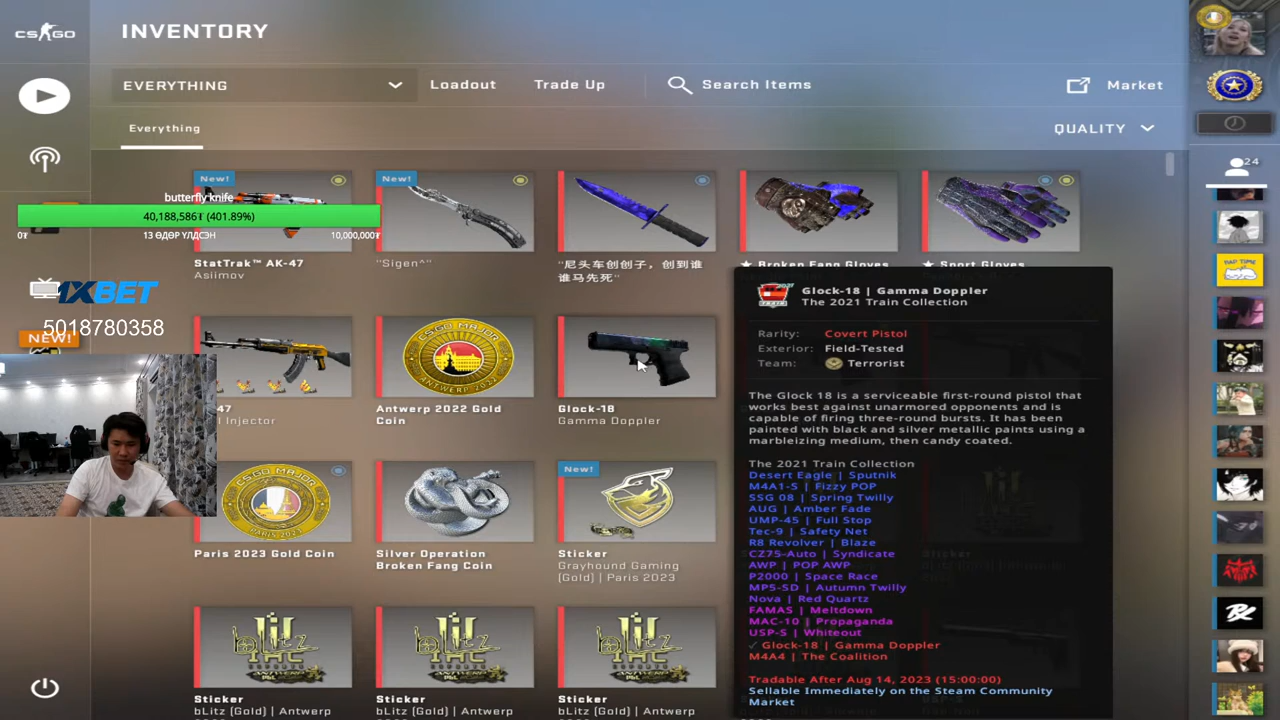 CS GO
INVENTORY
EVERYTHING
Loadout
Trade Up
Search Items
Market
Everything
QUALITY
24
New!
New!
butterfly knife
40,188,586₮ (401.89%)
0₮
13 ӨДӨР ҮЛДСЭН
10,000,000₮
StatTrak™ AK-47
Asiimov
"Sigen^"
"尼头车创创子，创到谁
谁马先死"
★ Broken Fang Gloves
★ Sport Gloves
1XBET
5018780358
NEW!
47
Injector
Antwerp 2022 Gold
Coin
Glock-18
Gamma Doppler
Paris 2023 Gold Coin
Silver Operation
Broken Fang Coin
New!
Sticker
Grayhound Gaming
(Gold) | Paris 2023
Sticker
bLitz (Gold) | Antwerp
Sticker
bLitz (Gold) | Antwerp
Sticker
bLitz (Gold) | Antwerp
Glock-18 | Gamma Doppler
The 2021 Train Collection
Rarity: Covert Pistol
Exterior: Field-Tested
Team: Terrorist
The Glock 18 is a serviceable first-round pistol that
works best against unarmored opponents and is
capable of firing three-round bursts. It has been
painted with black and silver metallic paints using a
marbleizing medium, then candy coated.
The 2021 Train Collection
Desert Eagle | Sputnik
M4A1-S | Fizzy POP
SSG 08 | Spring Twilly
AUG | Amber Fade
UMP-45 | Full Stop
Tec-9 | Safety Net
R8 Revolver | Blaze
CZ75-Auto | Syndicate
AWP | POP AWP
P2000 | Space Race
MP5-SD | Autumn Twilly
Nova | Red Quartz
FAMAS | Meltdown
MAC-10 | Propaganda
USP-S | Whiteout
✓ Glock-18 | Gamma Doppler
M4A4 | The Coalition
Tradable After Aug 14, 2023 (15:00:00)
Sellable Immediately on the Steam Community
Market